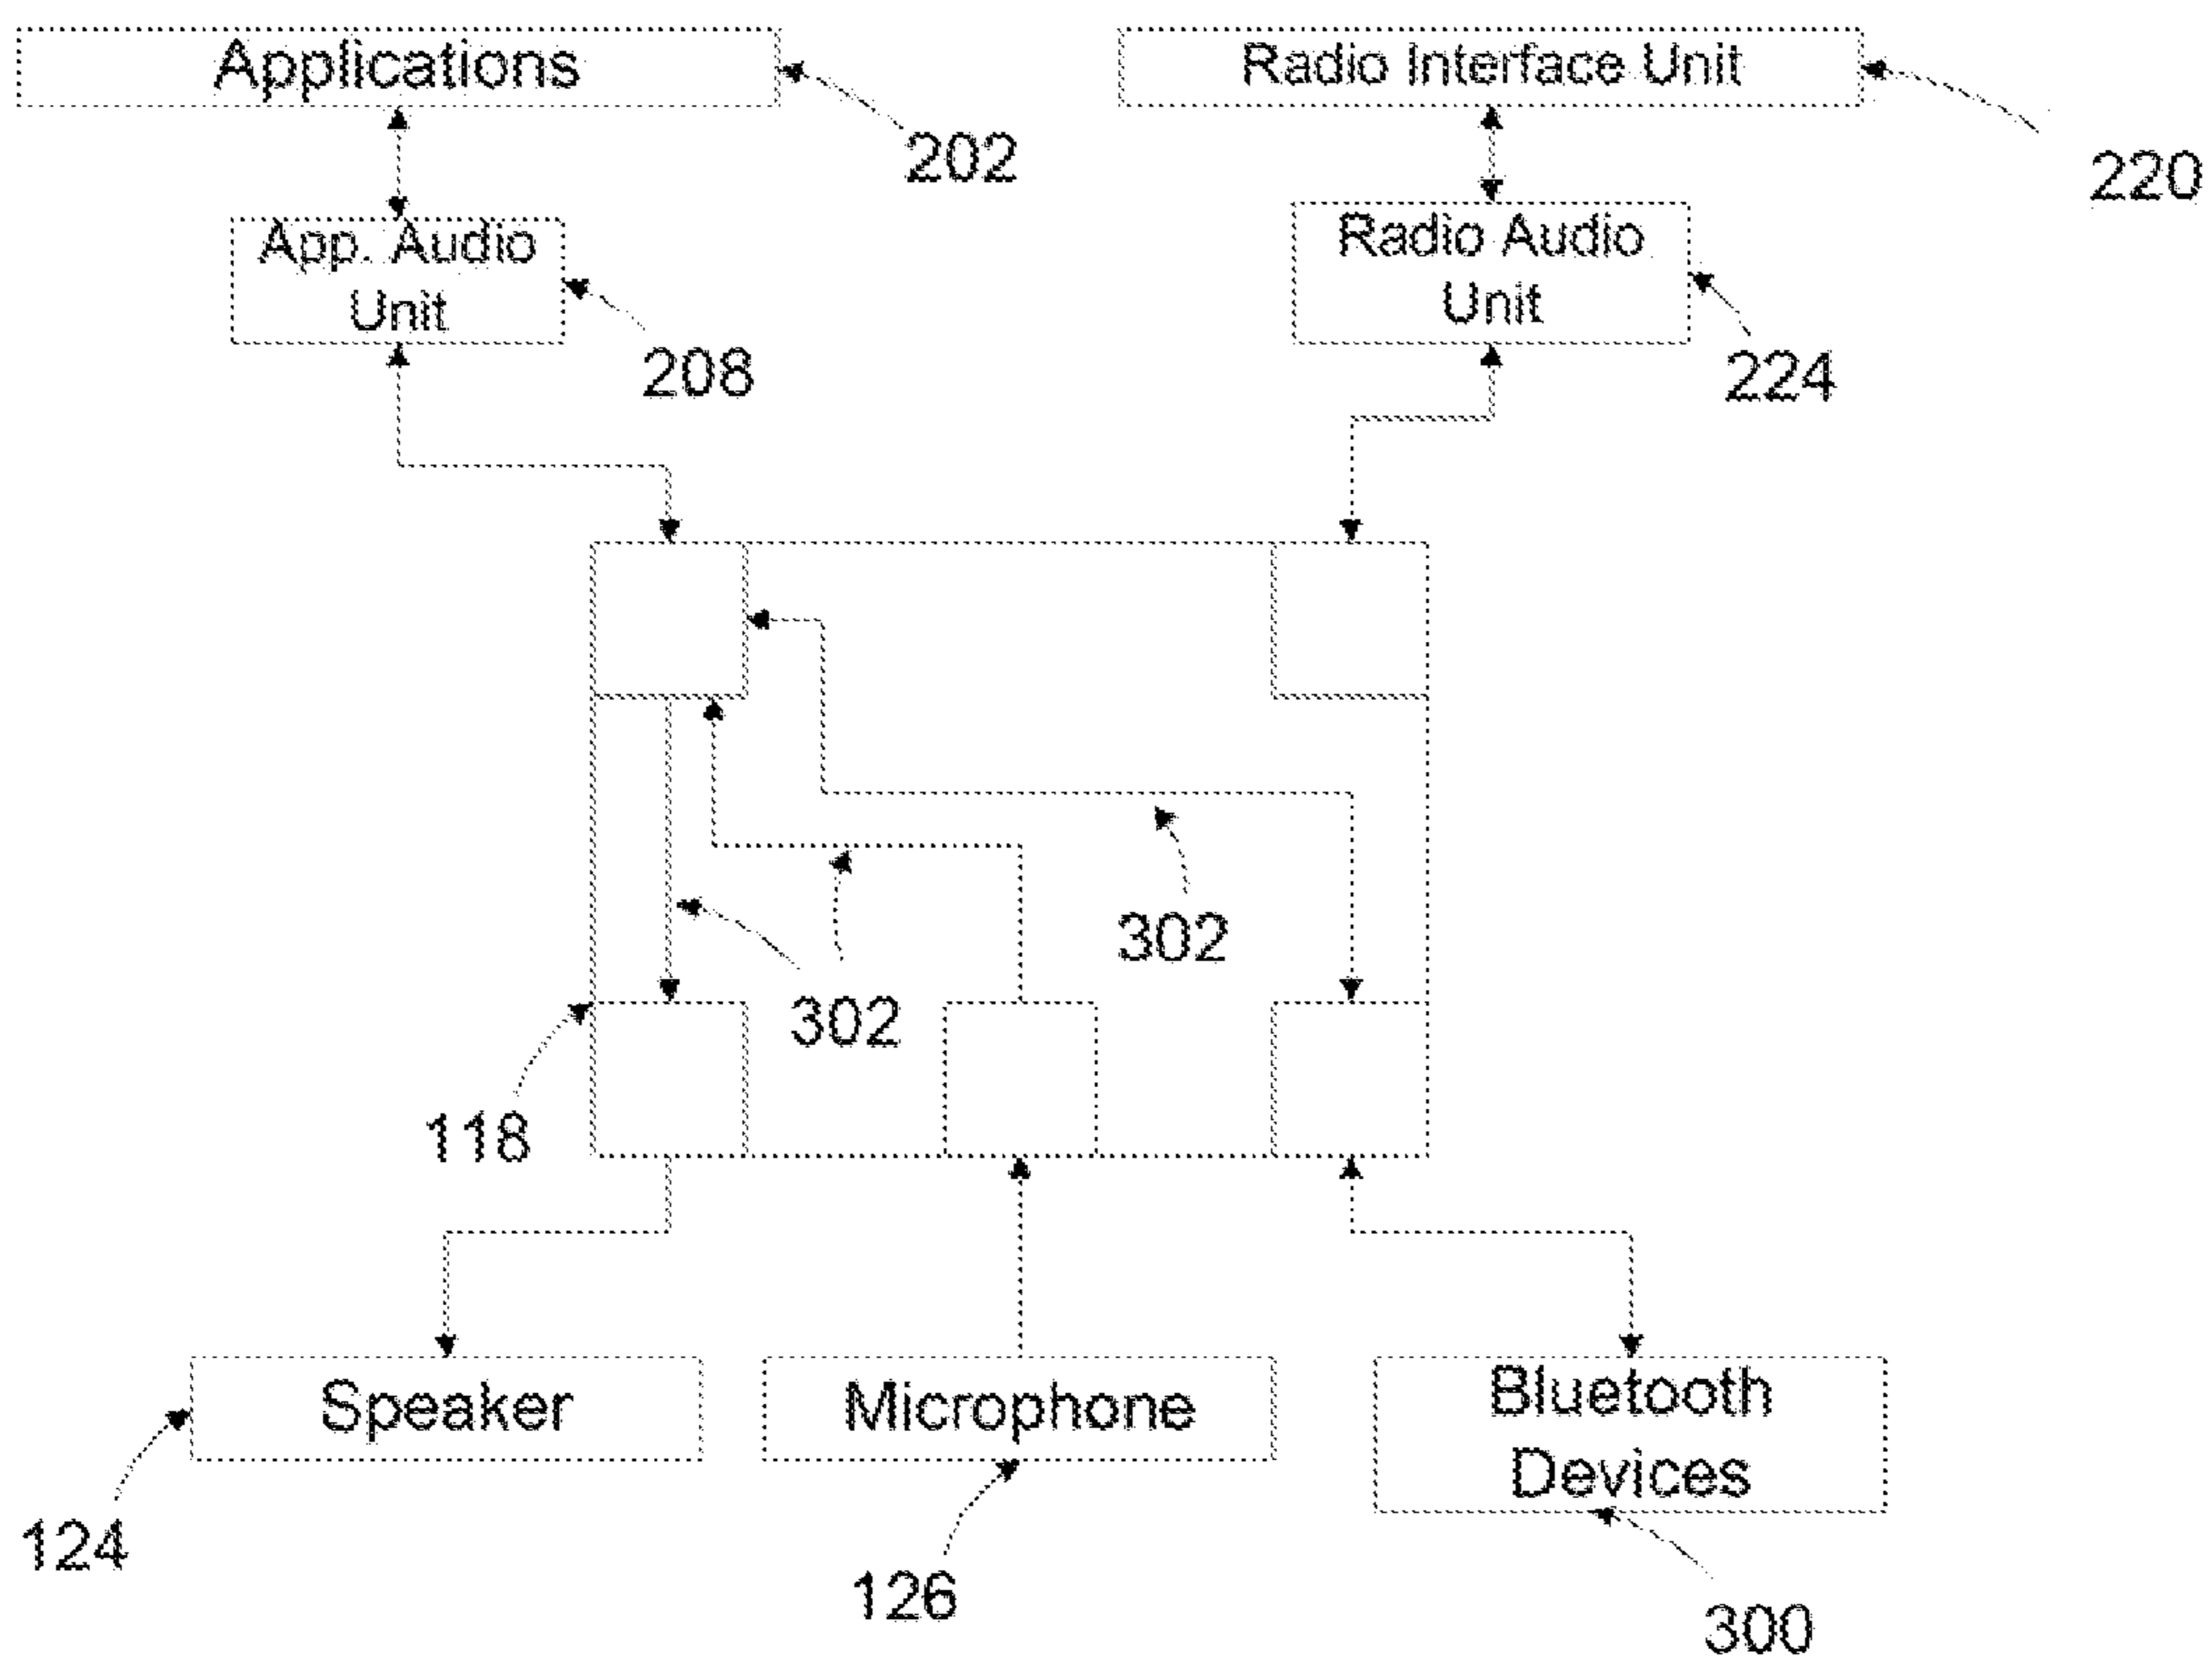 Applications
Radio Interface Unit
202
220
App. Audio
Unit
Radio Audio
Unit
208
224
302
302
118
Speaker
Microphone
Bluetooth
Devices
124
126
300